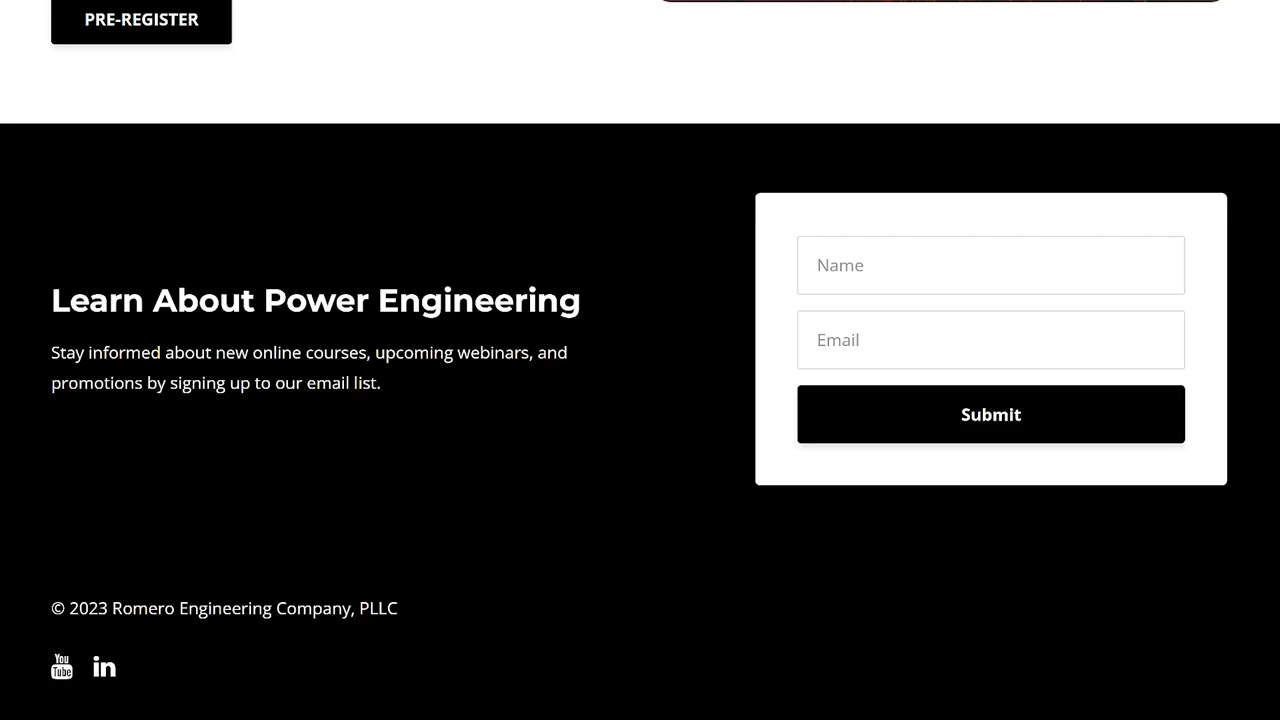 PRE-REGISTER
Learn About Power Engineering
Stay informed about new online courses, upcoming webinars, and
promotions by signing up to our email list.
Name
Email
Submit
© 2023 Romero Engineering Company, PLLC
You
Tube
in